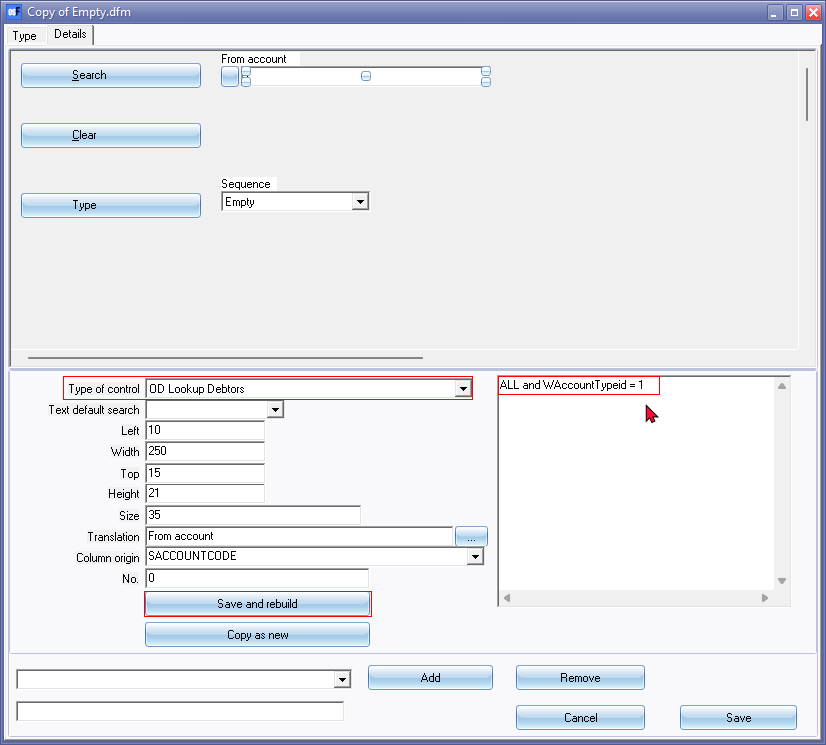 Copy of Empty.dfm
Type Details
From account
Search
Clear
Sequence
Type
Empty
Type of control OD Lookup Debtors
ALL and WAccountTypeid = 1
Text default search
Left 10
Width 250
Top 15
Height 21
Size 35
Translation From account ...
Column origin SACCOUNTCODE
No. 0
Save and rebuild
Copy as new
Add Remove
Cancel Save